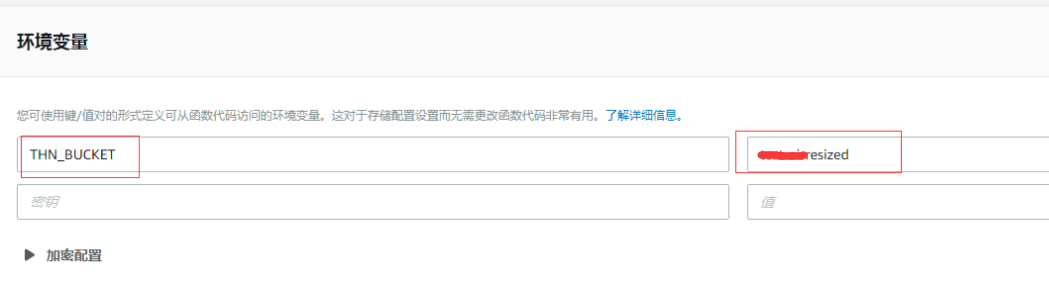 环境变量
您可使用键/值对的形式定义可从函数代码访问的环境变量。这对于存储配置设置而无需更改函数代码非常有用。了解详细信息。
THN_BUCKET resized
密钥 值
▶ 加密配置